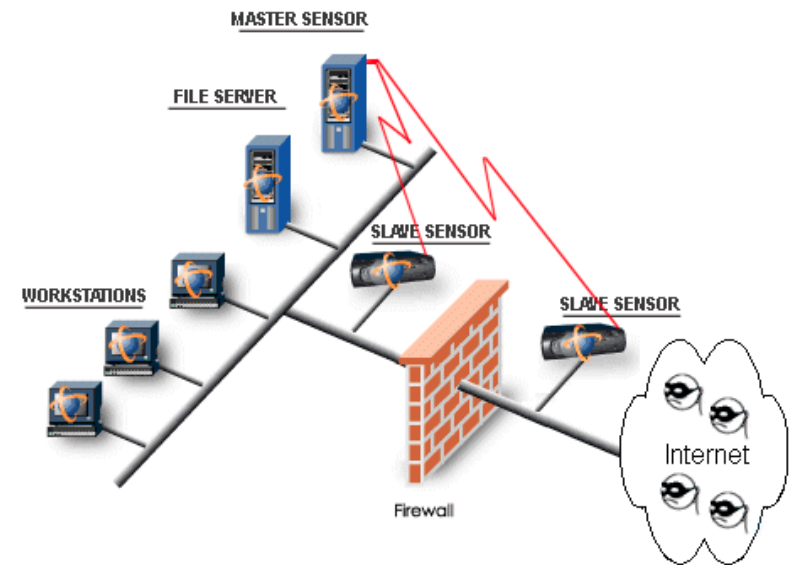 MASTER SENSOR
FILE SERVER
SLAVE SENSOR
WORKSTATIONS
SLAVE SENSOR
Internet
Firewall